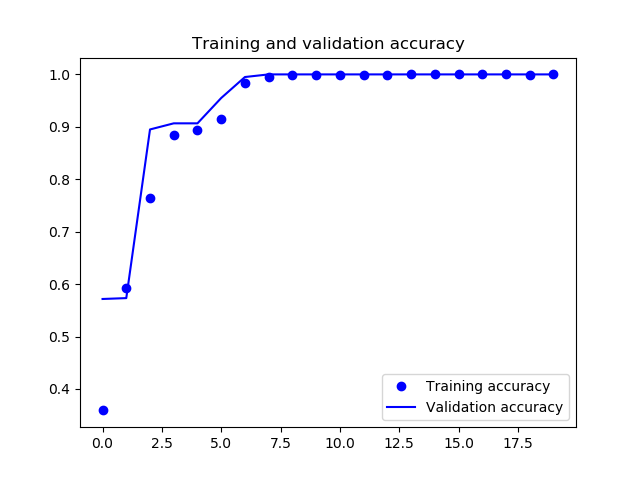 Training and validation accuracy
1.0
0.9
0.8
0.7
0.6
0.5
0.4
Training accuracy
Validation accuracy
0.0 2.5 5.0 7.5 10.0 12.5 15.0 17.5